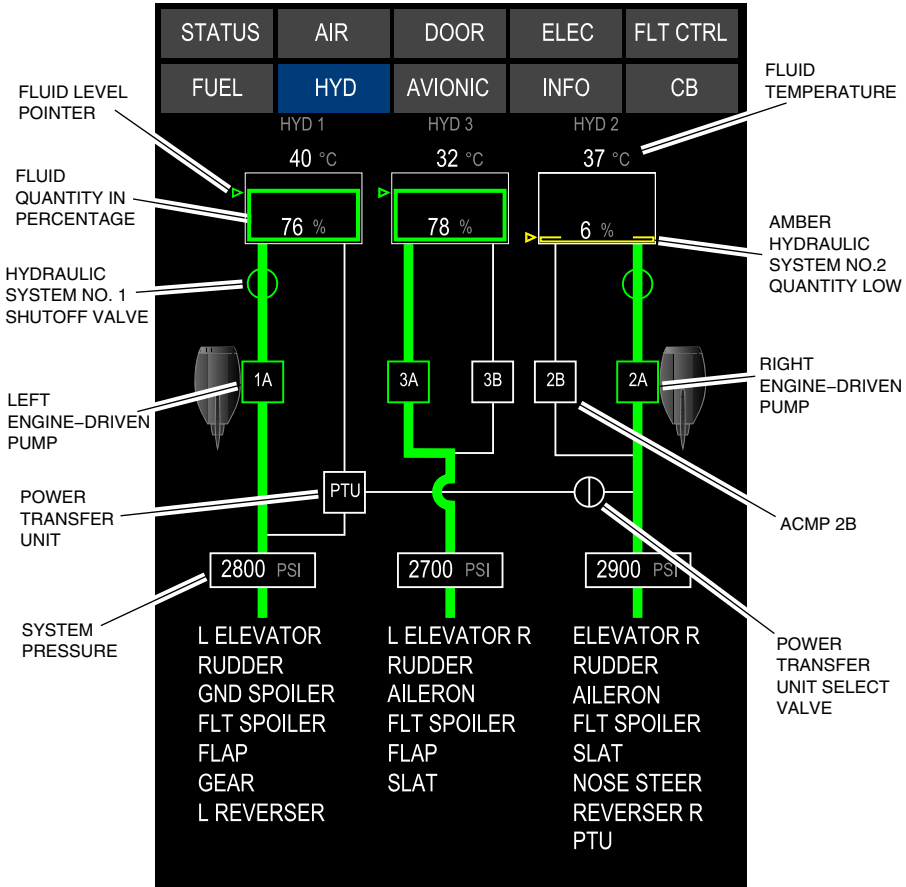 STATUS AIR DOOR ELEC FLT CTRL
FUEL HYD AVIONIC INFO CB
FLUID LEVEL
POINTER
FLUID
TEMPERATURE
HYD 1 HYD 3 HYD 2
40 °C 32 °C 37 °C
FLUID
QUANTITY IN
PERCENTAGE
76 % 78 % 6 %
AMBER
HYDRAULIC
SYSTEM NO.2
QUANTITY LOW
HYDRAULIC
SYSTEM NO. 1
SHUTOFF VALVE
1A 3A 3B 2B 2A
LEFT
ENGINE–DRIVEN
PUMP
RIGHT
ENGINE–DRIVEN
PUMP
POWER
TRANSFER
UNIT
PTU
ACMP 2B
2800 PSI 2700 PSI 2900 PSI
SYSTEM
PRESSURE
POWER
TRANSFER
UNIT SELECT
VALVE
L ELEVATOR
RUDDER
GND SPOILER
FLT SPOILER
FLAP
GEAR
L REVERSER
L ELEVATOR R
RUDDER
AILERON
FLT SPOILER
FLAP
SLAT
ELEVATOR R
RUDDER
AILERON
FLT SPOILER
SLAT
NOSE STEER
REVERSER R
PTU